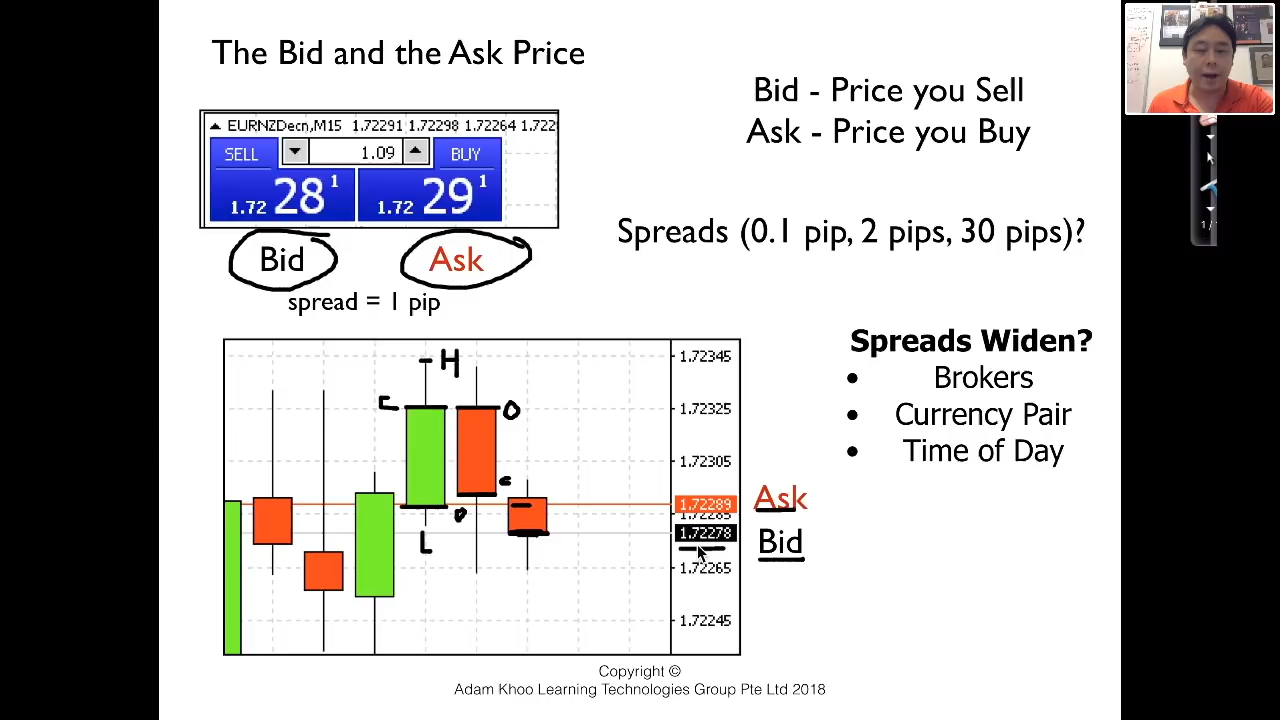 The Bid and the Ask Price
Bid - Price you Sell
Ask - Price you Buy
EURNZDecn,M15 1.72291 1.72298 1.72264 1.722
SELL 1.09 BUY
1.72 28 1 1.72 29 1
Bid Ask
spread = 1 pip
Spreads (0.1 pip, 2 pips, 30 pips)?
Spreads Widen?
• Brokers
• Currency Pair
• Time of Day
H
C
O
c
o
L
1.72345
1.72325
1.72305
1.72289
1.72285
1.72278
1.72265
1.72245
Ask
Bid
Copyright ©
Adam Khoo Learning Technologies Group Pte Ltd 2018